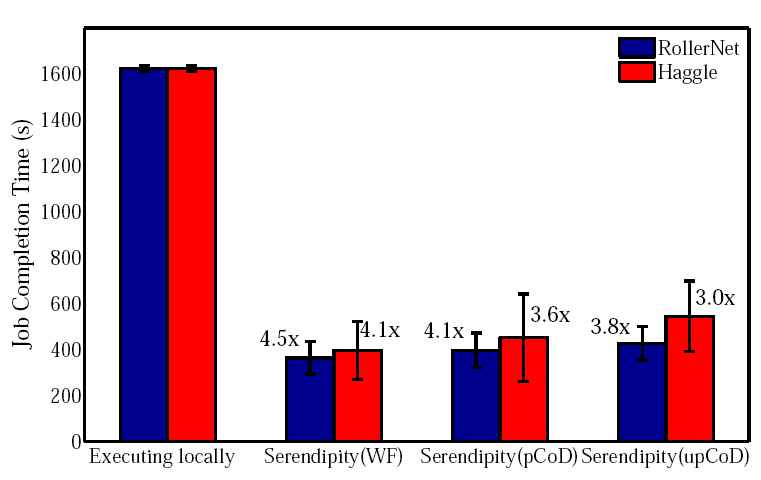 RollerNet
Haggle
Job Completion Time (s)
1600
1400
1200
1000
800
600
400
200
0
4.5x
4.1x
4.1x
3.6x
3.8x
3.0x
Executing locally
Serendipity(WF)
Serendipity(pCoD)
Serendipity(upCoD)